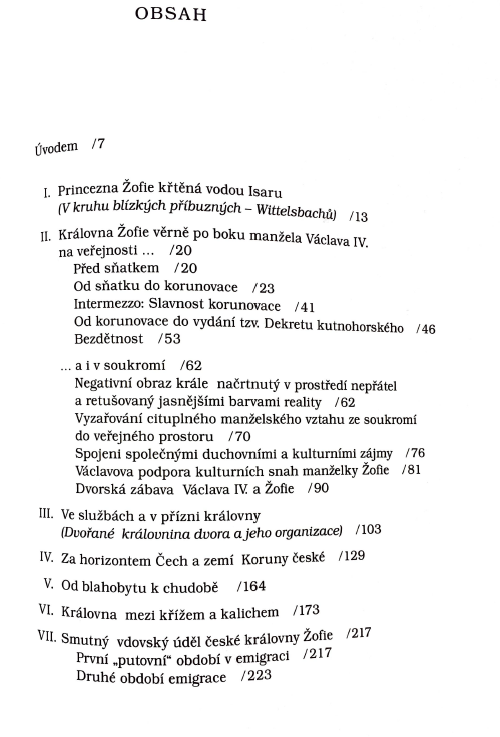 OBSAH
Úvodem /7
I. Princezna Žofie křtěná vodou Isaru
(V kruhu blízkých příbuzných – Wittelsbachů) /13
II. Královna Žofie věrně po boku manžela Václava IV.
na veřejnosti ... /20
Před sňatkem /20
Od sňatku do korunovace /23
Intermezzo: Slavnost korunovace /41
Od korunovace do vydání tzv. Dekretu kutnohorského /46
Bezdětnost /53
... a i v soukromí /62
Negativní obraz krále načrtnutý v prostředí nepřátel
a retušovaný jasnějšími barvami reality /62
Vyzařování cituplného manželského vztahu ze soukromí
do veřejného prostoru /70
Spojeni společnými duchovními a kulturními zájmy /76
Václavova podpora kulturních snah manželky Žofie /81
Dvorská zábava Václava IV. a Žofie /90
III. Ve službách a v přízni královny
(Dvořané královnina dvora a jeho organizace) /103
IV. Za horizontem Čech a zemí Koruny české /129
V. Od blahobytu k chudobě /164
VI. Královna mezi křížem a kalichem /173
VII. Smutný vdovský úděl české královny Žofie /217
První „putovní“ období v emigraci /217
Druhé období emigrace /223